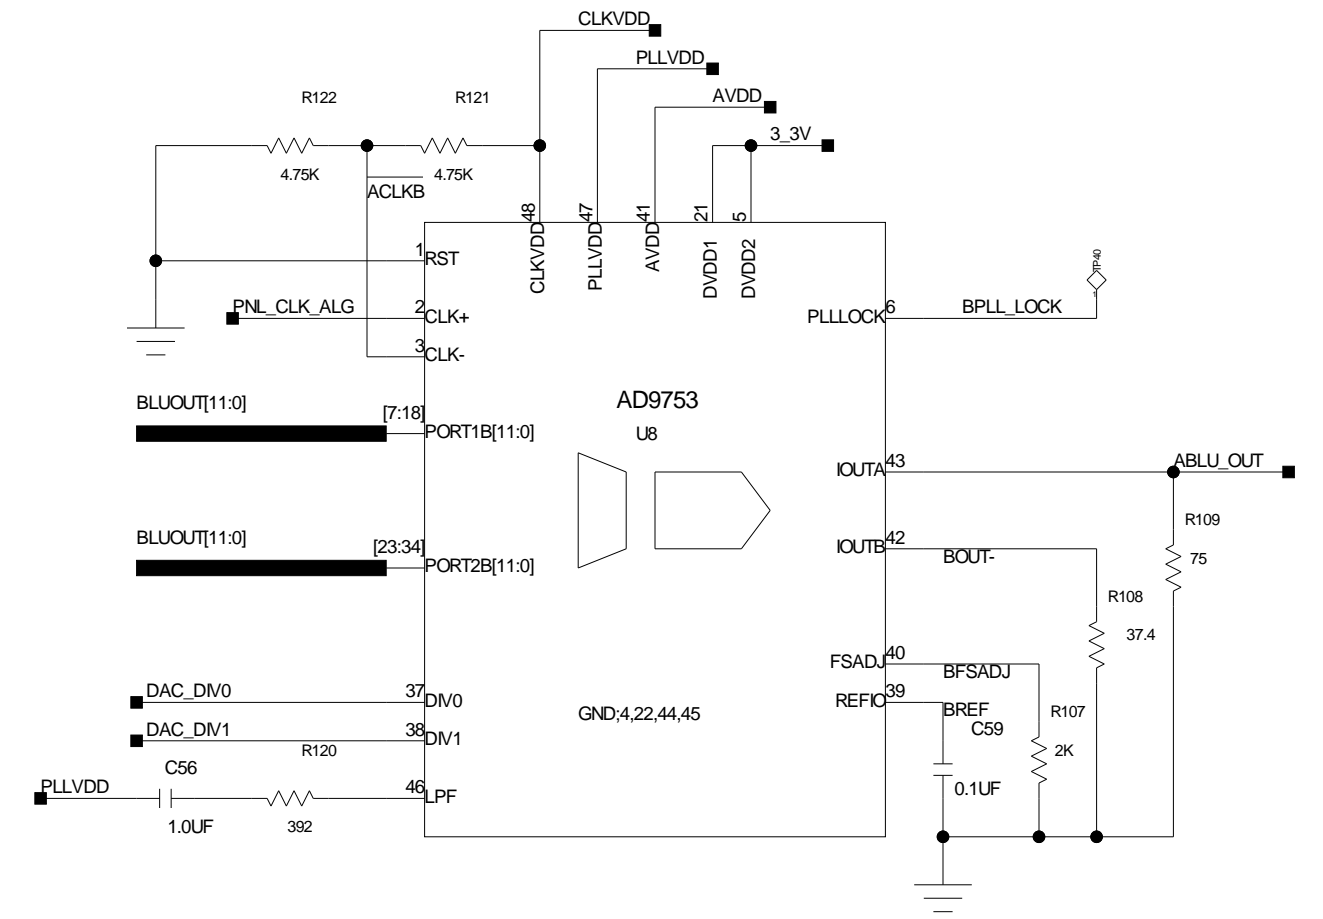 CLKVDD
PLLVDD
AVDD
3_3V
R122
R121
4.75K
4.75K
ACLKB
48
47
41
21
5
CLKVDD
PLLVDD
AVDD
DVDD1
DVDD2
1
RST
PNL_CLK_ALG
2
CLK+
3
CLK-
TP40
1
PLLLOCK
6
BPLL_LOCK
AD9753
U8
BLUOUT[11:0]
[7:18]
PORT1B[11:0]
BLUOUT[11:0]
[23:34]
PORT2B[11:0]
IOUTA
43
ABLU_OUT
R109
75
IOUTB
42
BOUT-
R108
37.4
FSADJ
40
BFSADJ
REFIO
39
BREF
C59
0.1UF
R107
2K
DAC_DIV0
37
DIV0
DAC_DIV1
38
DIV1
GND;4,22,44,45
R120
C56
PLLVDD
46
LPF
1.0UF
392